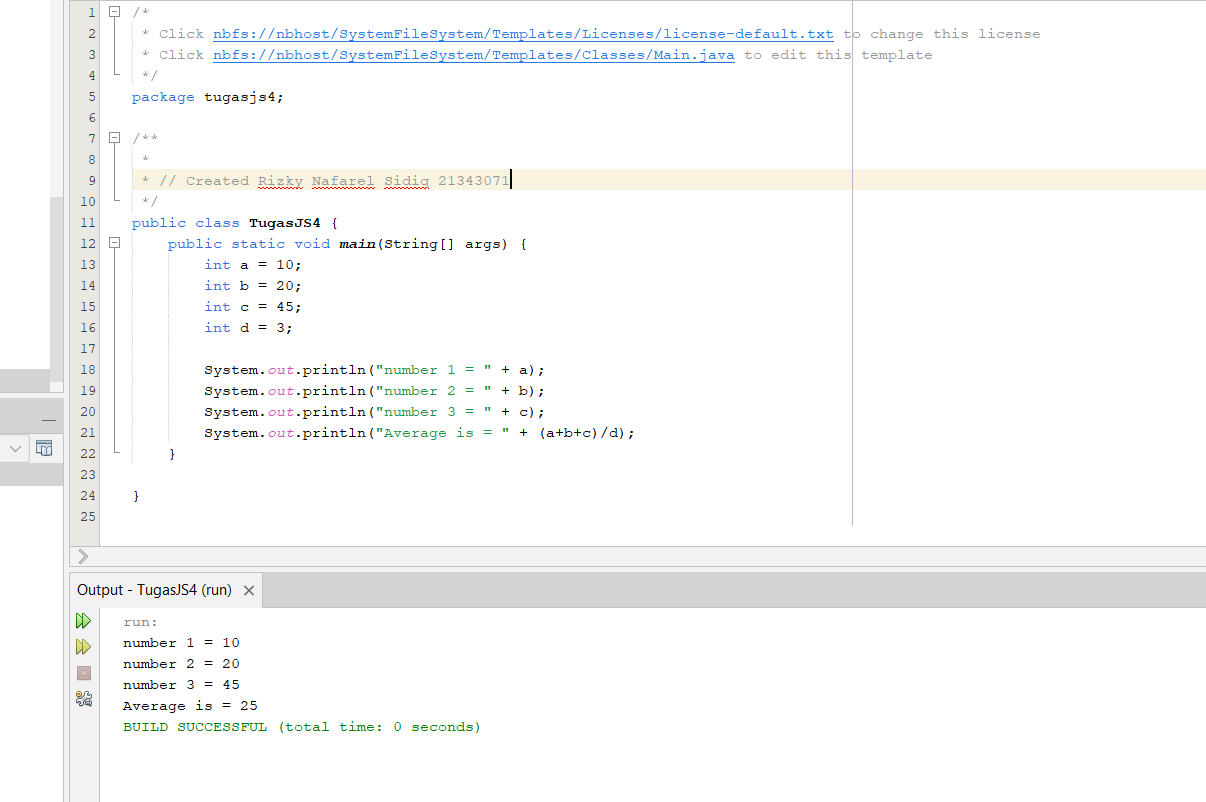 1 /*
2 * Click nbfs://nbhost/SystemFileSystem/Templates/Licenses/license-default.txt to change this license
3 * Click nbfs://nbhost/SystemFileSystem/Templates/Classes/Main.java to edit this template
4 */
5 package tugasjs4;
6
7 /**
8 *
9 * // Created Rizky Nafarel Sidiq 21343071
10 */
11 public class TugasJS4 {
12 public static void main(String[] args) {
13 int a = 10;
14 int b = 20;
15 int c = 45;
16 int d = 3;
17
18 System.out.println("number 1 = " + a);
19 System.out.println("number 2 = " + b);
20 System.out.println("number 3 = " + c);
21 System.out.println("Average is = " + (a+b+c)/d);
22 }
23
24 }
25
Output - TugasJS4 (run)
run:
number 1 = 10
number 2 = 20
number 3 = 45
Average is = 25
BUILD SUCCESSFUL (total time: 0 seconds)